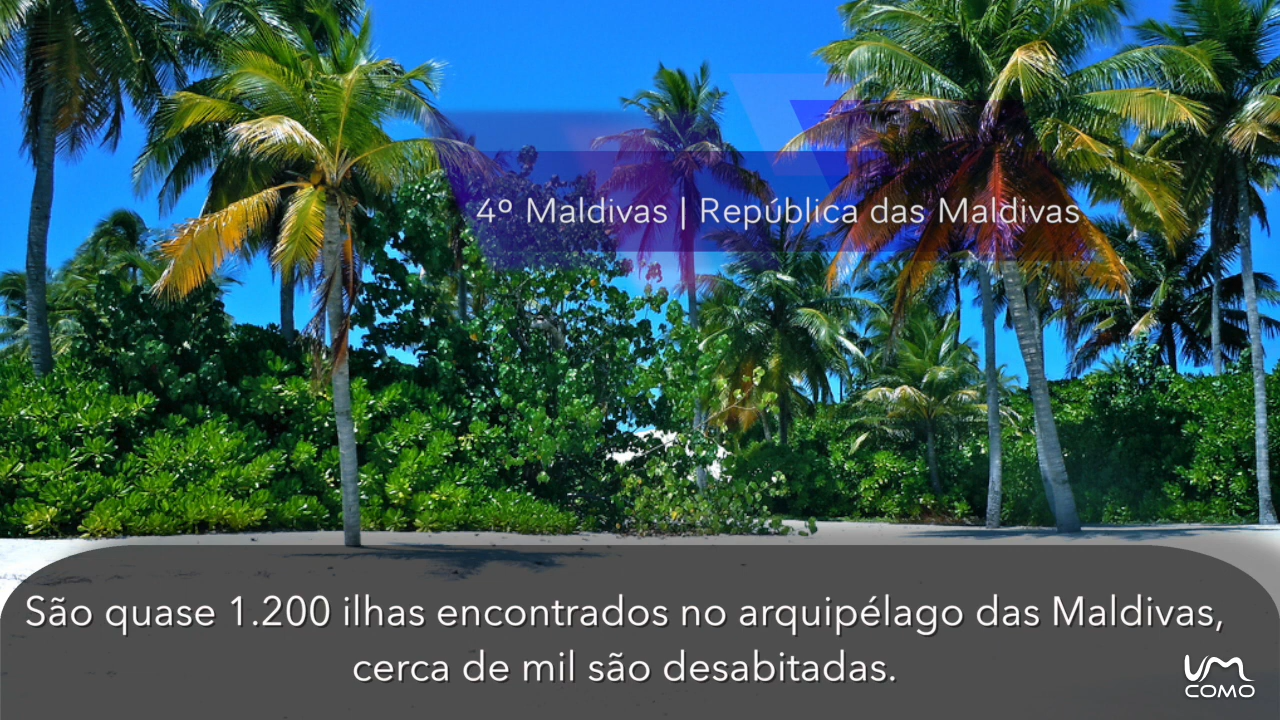 4º Maldivas | República das Maldivas
São quase 1.200 ilhas encontrados no arquipélago das Maldivas,
cerca de mil são desabitadas.
UM
COMO